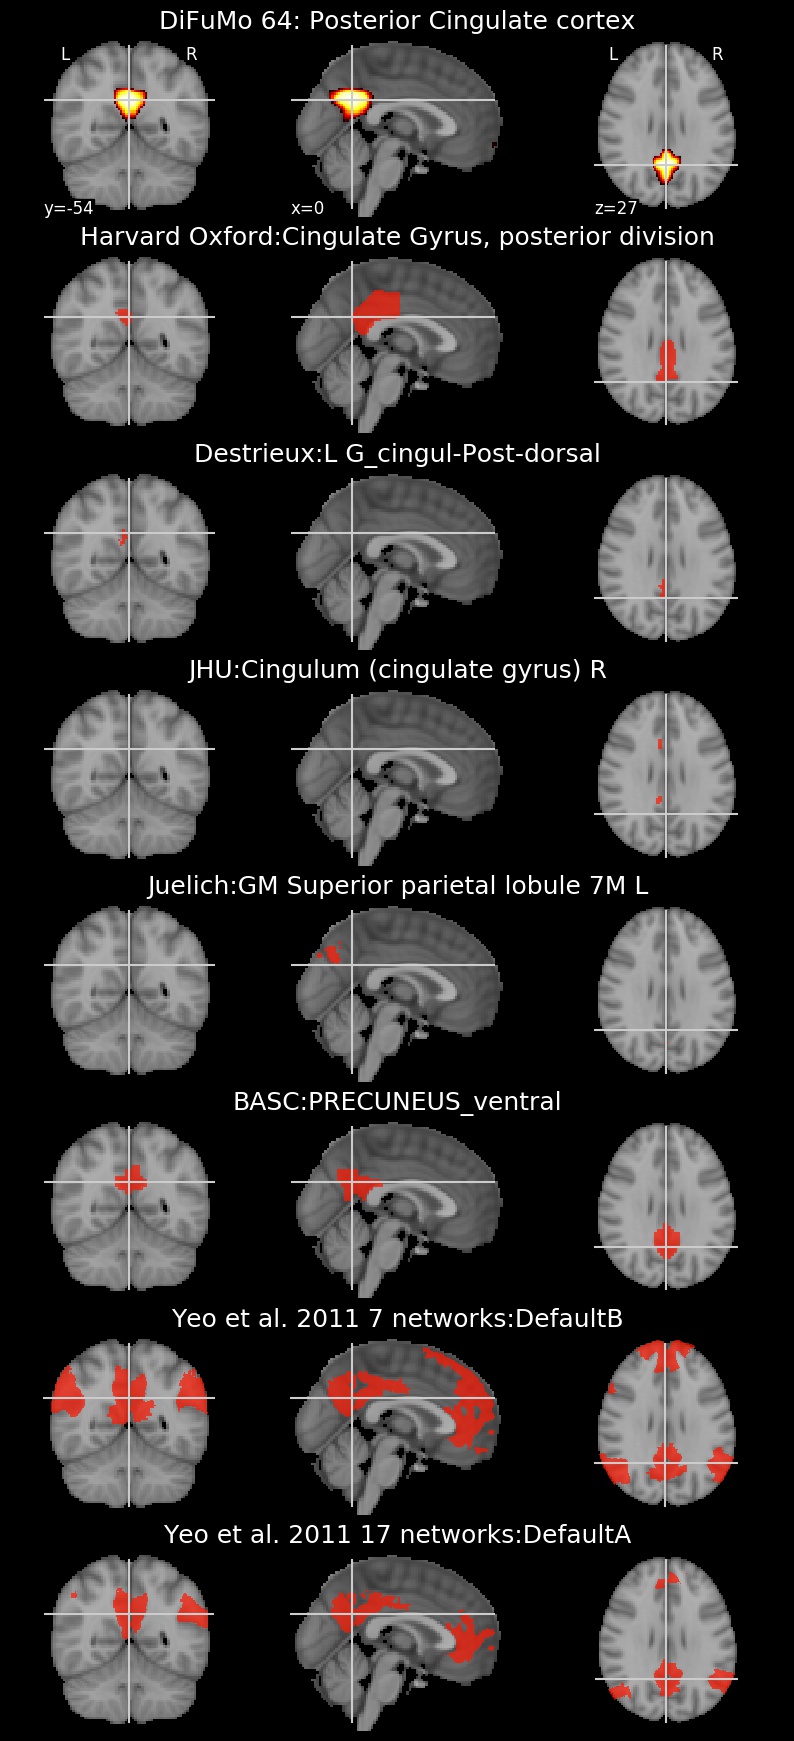 DiFuMo 64: Posterior Cingulate cortex
L R L R
y=-54 x=0 z=27
Harvard Oxford:Cingulate Gyrus, posterior division
Destrieux:L G_cingul-Post-dorsal
JHU:Cingulum (cingulate gyrus) R
Juelich:GM Superior parietal lobule 7M L
BASC:PRECUNEUS_ventral
Yeo et al. 2011 7 networks:DefaultB
Yeo et al. 2011 17 networks:DefaultA